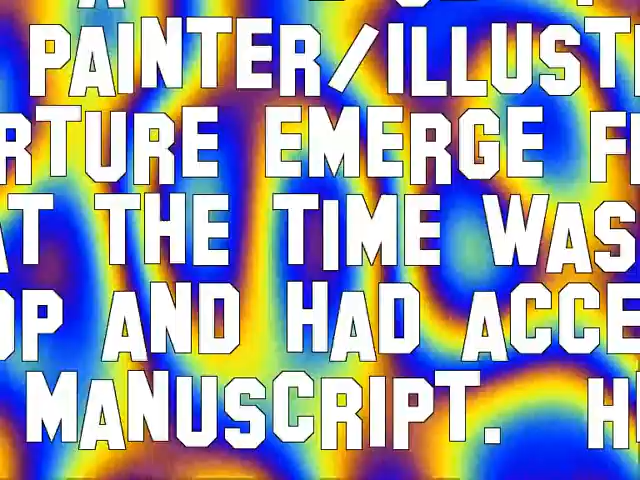 PAINTER/ILLUST
RTURE EMERGE F
AT THE TIME WAS
OP AND HAD ACCE
MANUSCRIPT. H